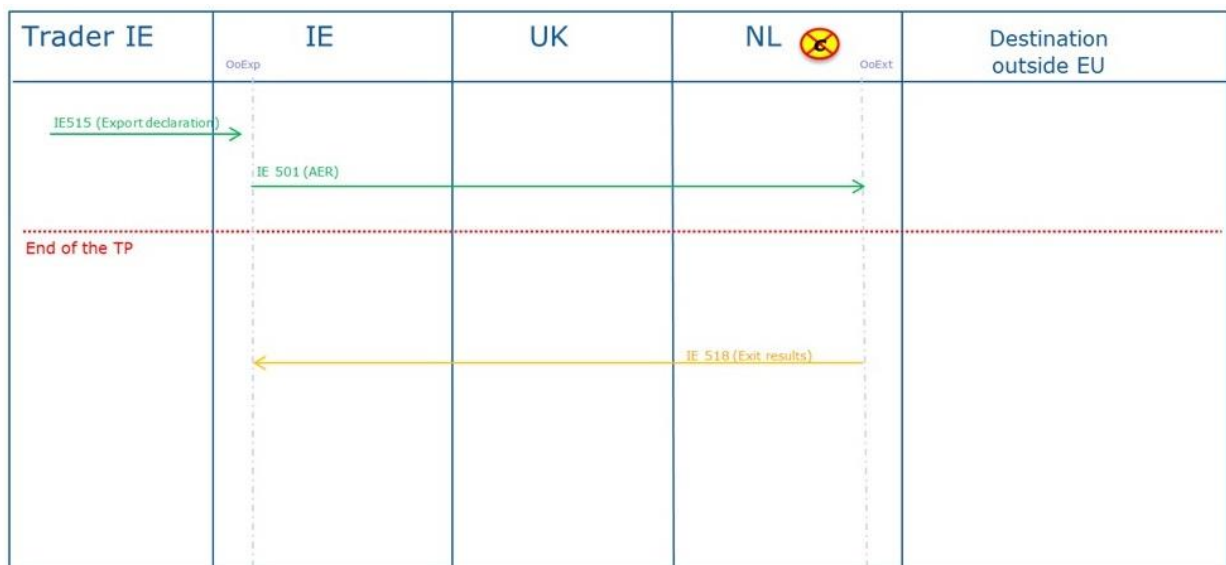 Trader IE
IE
UK
NL
Destination
outside EU
OoExp
OoExt
IE515 (Export declaration)
IE 501 (AER)
End of the TP
IE 518 (Exit results)